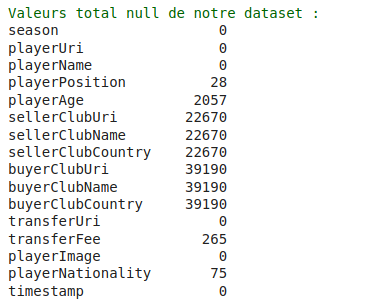 Valeurs total null de notre dataset :
season 0
playerUri 0
playerName 0
playerPosition 28
playerAge 2057
sellerClubUri 22670
sellerClubName 22670
sellerClubCountry 22670
buyerClubUri 39190
buyerClubName 39190
buyerClubCountry 39190
transferUri 0
transferFee 265
playerImage 0
playerNationality 75
timestamp 0